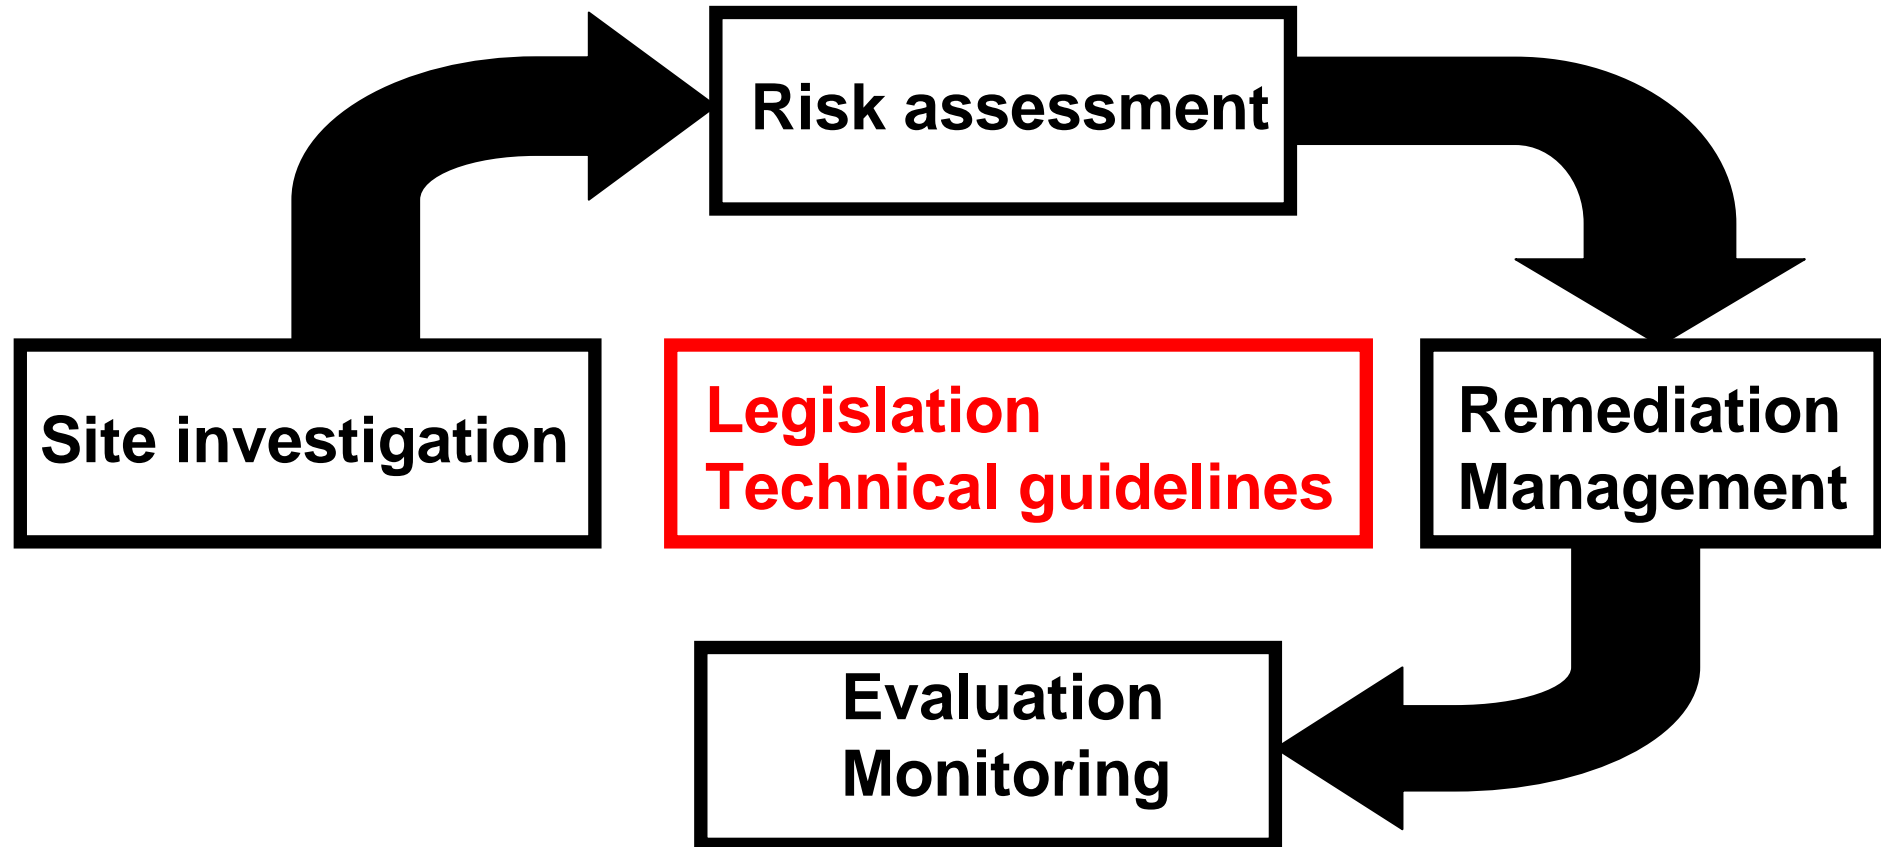 Risk assessment
Site investigation
Legislation
Technical guidelines
Remediation
Management
Evaluation
Monitoring